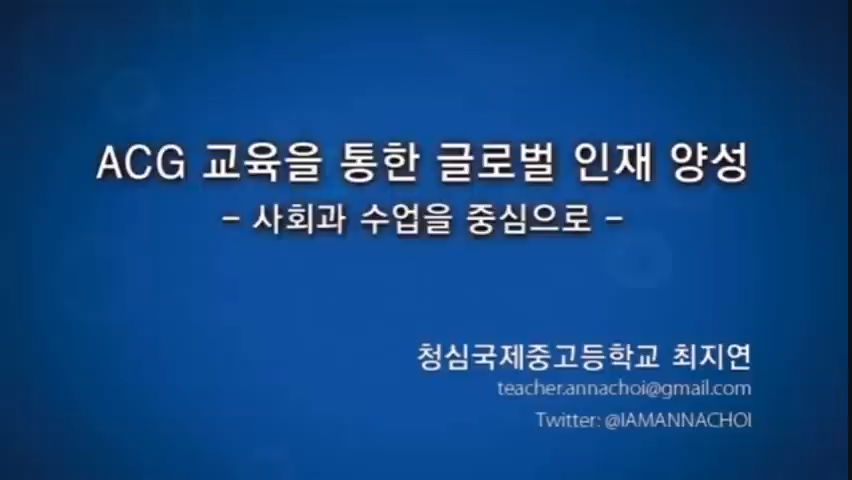 ACG 교육을 통한 글로벌 인재 양성
- 사회과 수업을 중심으로 -
청심국제중고등학교 최지연
teacher.annachoi@gmail.com
Twitter: @IAMANNACHOI